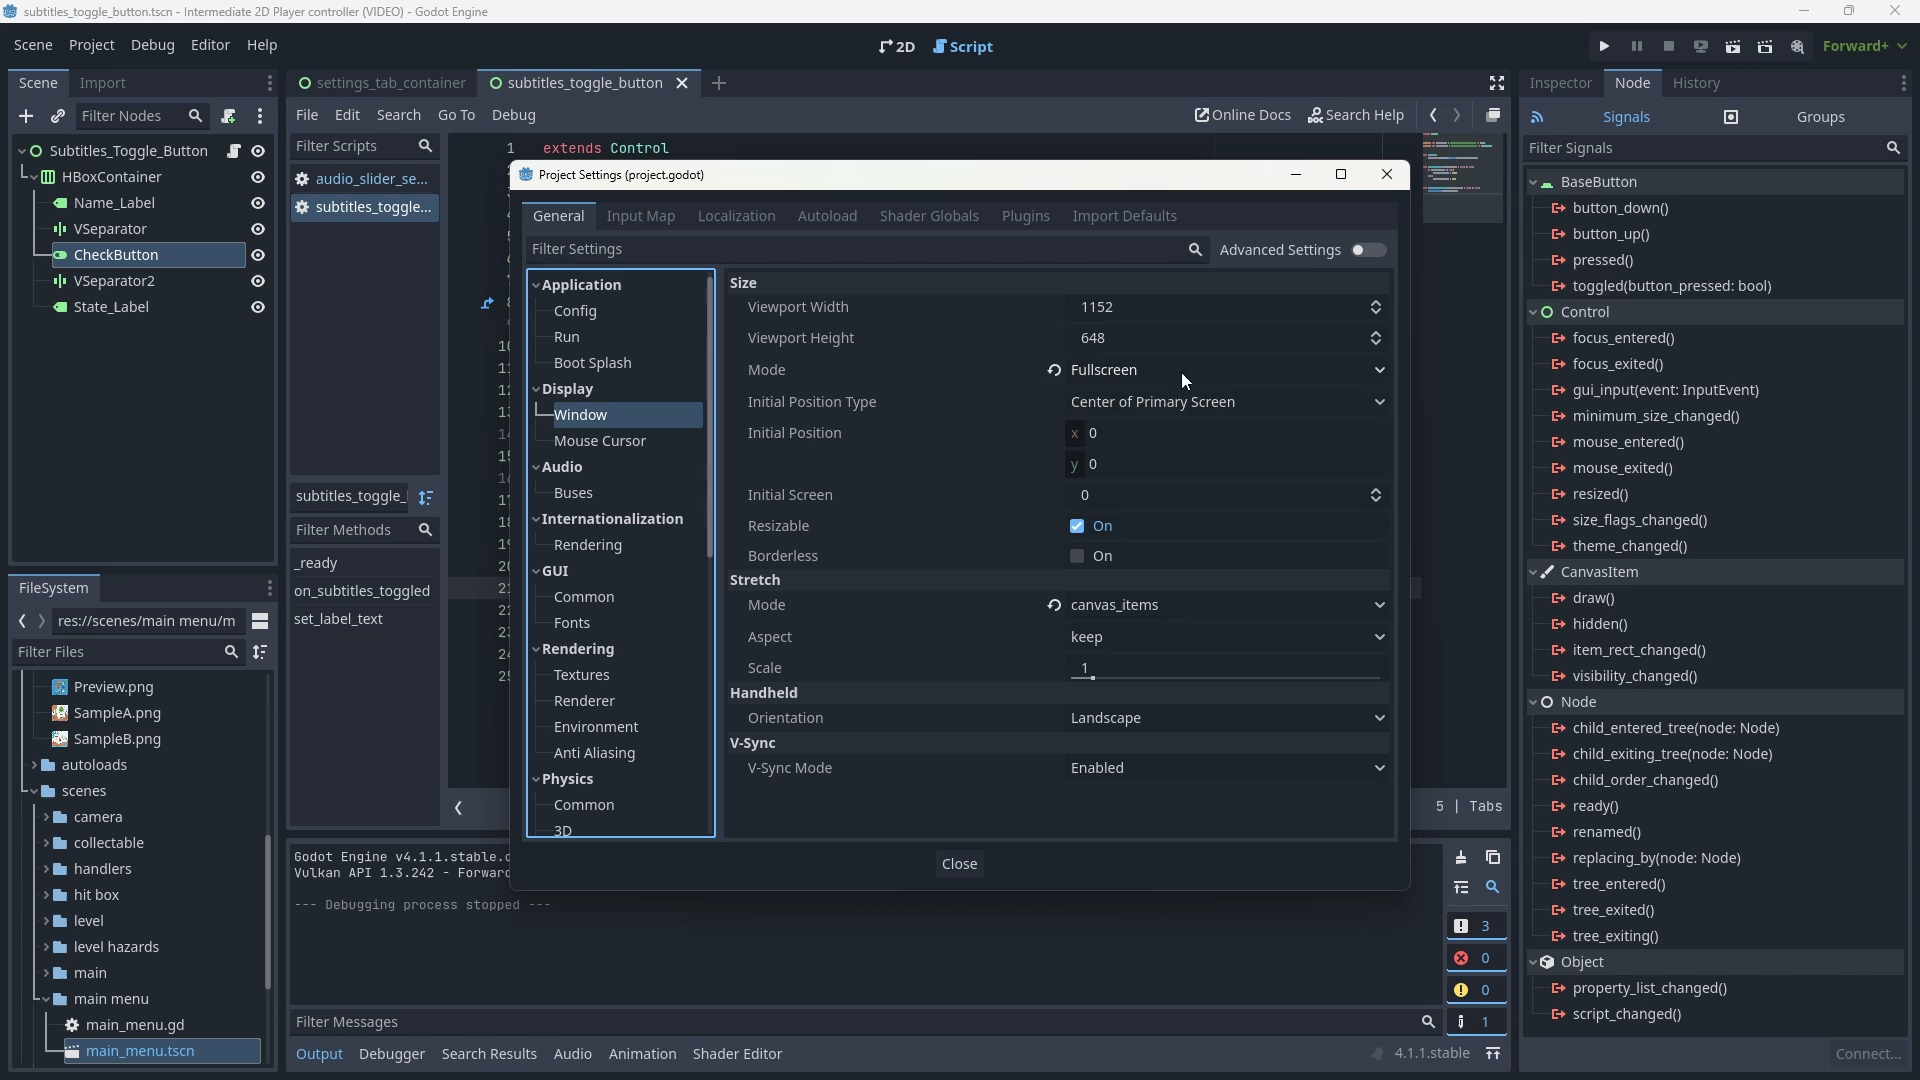 subtitles_toggle_button.tscn - Intermediate 2D Player controller (VIDEO) - Godot Engine
Scene Project Debug Editor Help
2D Script
Forward+
Scene Import
Filter Nodes
Subtitles_Toggle_Button
HBoxContainer
Name_Label
VSeparator
CheckButton
VSeparator2
State_Label
FileSystem
res://scenes/main menu/m
Filter Files
Preview.png
SampleA.png
SampleB.png
autoloads
scenes
camera
collectable
handlers
hit box
level
level hazards
main
main menu
main_menu.gd
main_menu.tscn
settings_tab_container subtitles_toggle_button
File Edit Search Go To Debug
Online Docs Search Help
Filter Scripts
audio_slider_se...
subtitles_toggle...
subtitles_toggle_
Filter Methods
_ready
on_subtitles_toggled
set_label_text
1 extends Control
Project Settings (project.godot)
General Input Map Localization Autoload Shader Globals Plugins Import Defaults
Filter Settings
Advanced Settings
Application
Config
Run
Boot Splash
Display
Window
Mouse Cursor
Audio
Buses
Internationalization
Rendering
GUI
Common
Fonts
Rendering
Textures
Renderer
Environment
Anti Aliasing
Physics
Common
3D
Size
Viewport Width 1152
Viewport Height 648
Mode Fullscreen
Initial Position Type Center of Primary Screen
Initial Position x 0
y 0
Initial Screen 0
Resizable On
Borderless On
Stretch
Mode canvas_items
Aspect keep
Scale 1
Handheld
Orientation Landscape
V-Sync
V-Sync Mode Enabled
Close
5 | Tabs
Godot Engine v4.1.1.stable.
Vulkan API 1.3.242 - Forward
--- Debugging process stopped ---
3
0
0
1
Filter Messages
Output Debugger Search Results Audio Animation Shader Editor
4.1.1.stable
Inspector Node History
Signals Groups
Filter Signals
BaseButton
button_down()
button_up()
pressed()
toggled(button_pressed: bool)
Control
focus_entered()
focus_exited()
gui_input(event: InputEvent)
minimum_size_changed()
mouse_entered()
mouse_exited()
resized()
size_flags_changed()
theme_changed()
CanvasItem
draw()
hidden()
item_rect_changed()
visibility_changed()
Node
child_entered_tree(node: Node)
child_exiting_tree(node: Node)
child_order_changed()
ready()
renamed()
replacing_by(node: Node)
tree_entered()
tree_exited()
tree_exiting()
Object
property_list_changed()
script_changed()
Connect...